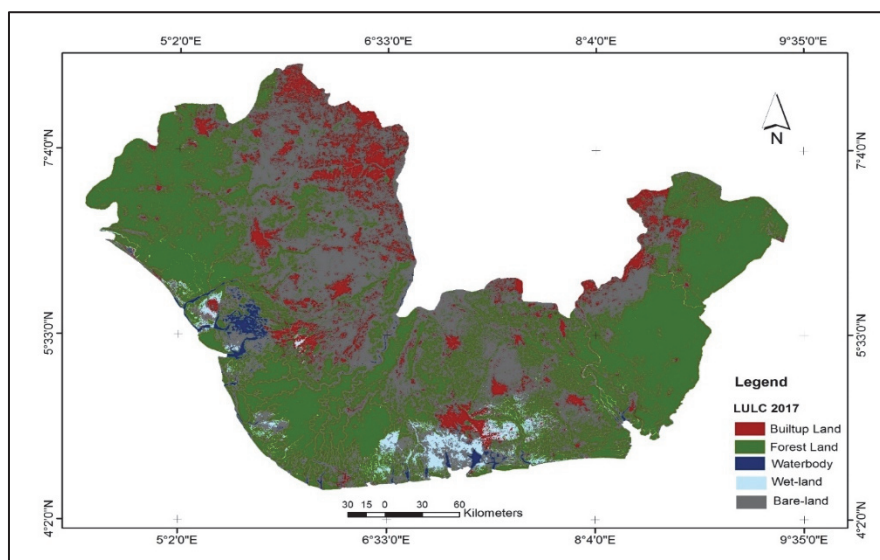 5°2'0"E 6°33'0"E 8°4'0"E 9°35'0"E
7°4'0"N 7°4'0"N
N
5°33'0"N 5°33'0"N
4°2'0"N 4°2'0"N
Legend
LULC 2017
Builtup Land
Forest Land
Waterbody
Wet-land
Bare-land
30 15 0 30 60
Kilometers
5°2'0"E 6°33'0"E 8°4'0"E 9°35'0"E